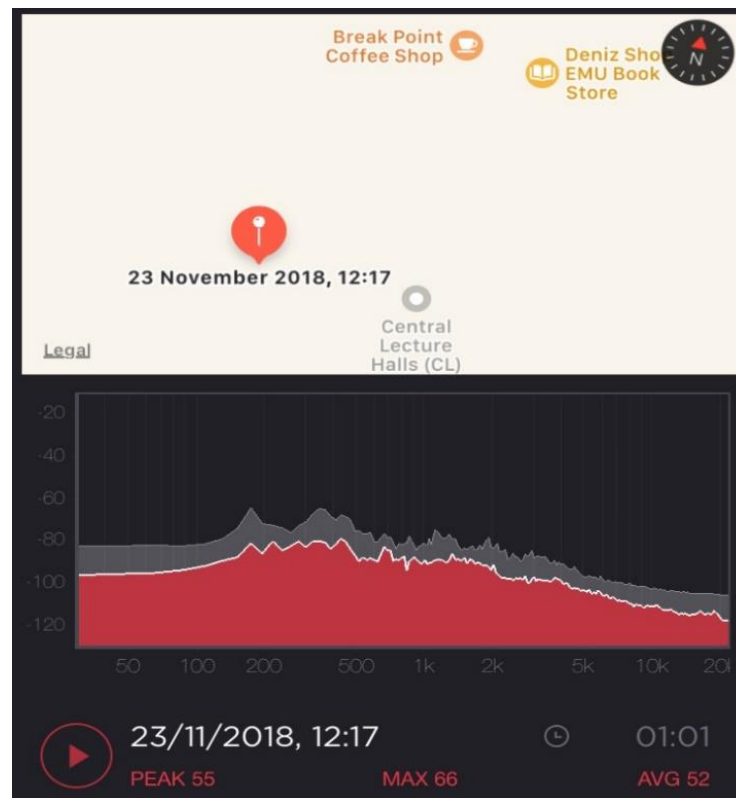 Break Point
Coffee Shop
Deniz Sho
EMU Book
Store
N
23 November 2018, 12:17
Central
Lecture
Halls (CL)
Legal
-20
-40
-60
-80
-100
-120
50 100 200 500 1k 2k 5k 10k 20
23/11/2018, 12:17 01:01
PEAK 55 MAX 66 AVG 52